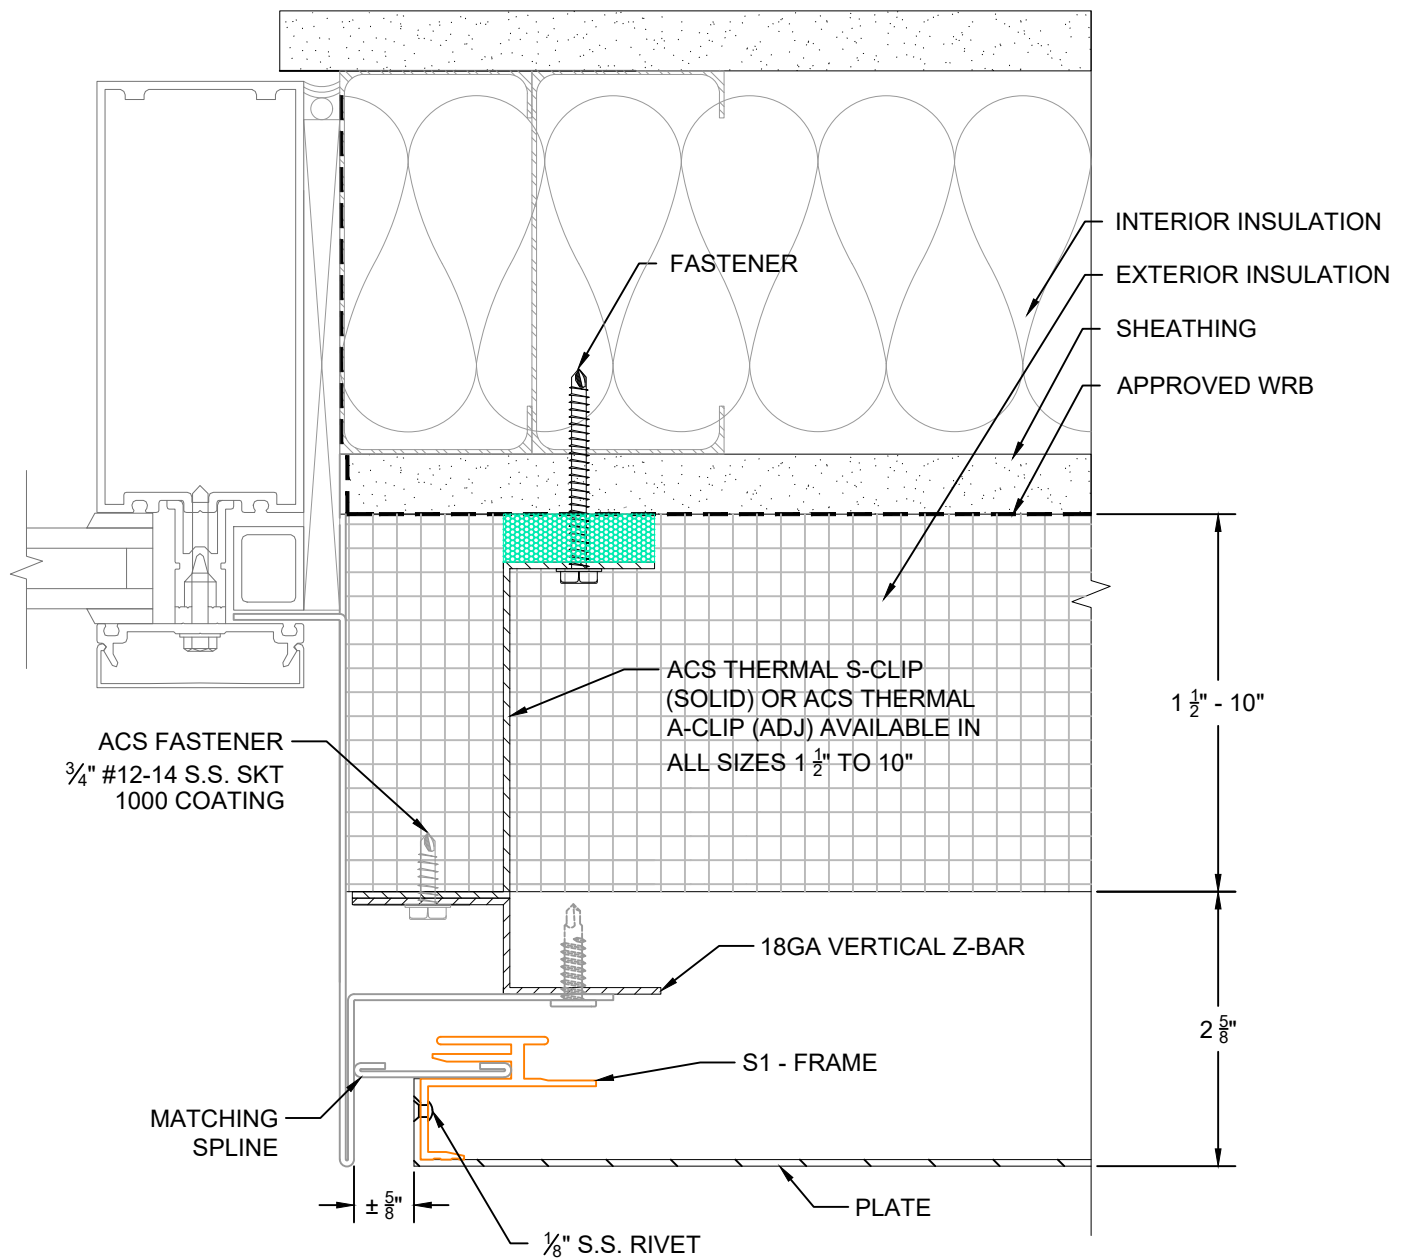 INTERIOR INSULATION
FASTENER
EXTERIOR INSULATION
SHEATHING
APPROVED WRB
ACS THERMAL S-CLIP
(SOLID) OR ACS THERMAL
A-CLIP (ADJ) AVAILABLE IN
ALL SIZES 1 1/2" TO 10"
1 1/2" - 10"
ACS FASTENER
3/4" #12-14 S.S. SKT
1000 COATING
18GA VERTICAL Z-BAR
2 5/8"
S1 - FRAME
MATCHING
SPLINE
± 5/8"
PLATE
1/8" S.S. RIVET